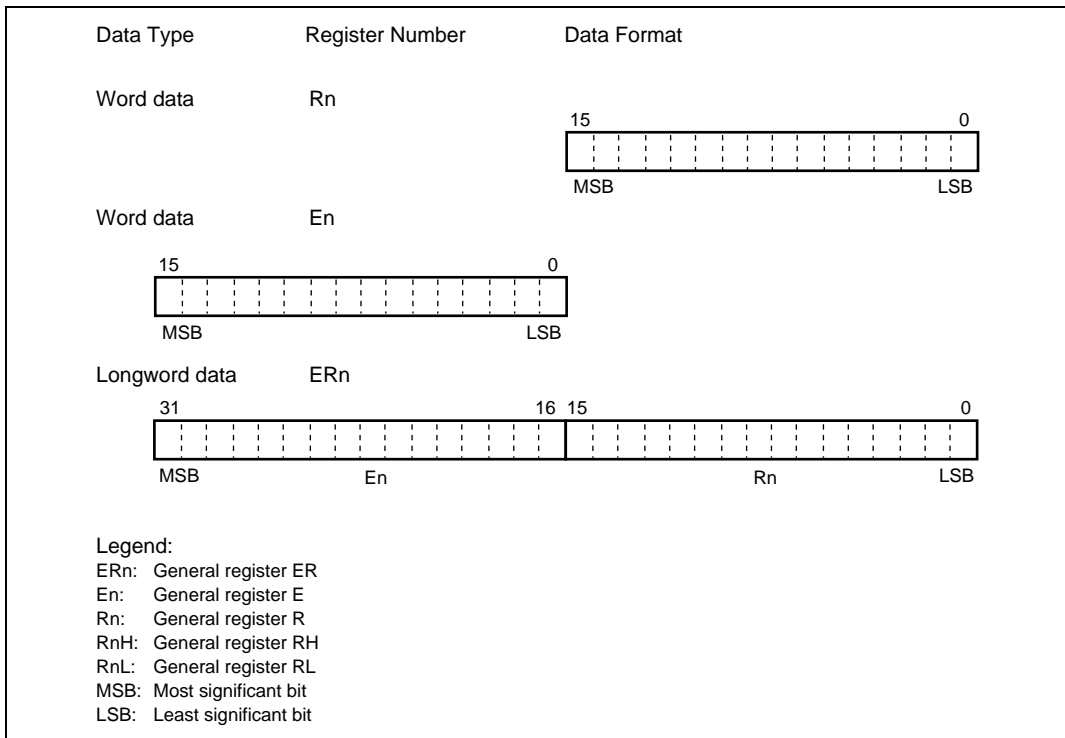 Data Type Register Number Data Format
Word data Rn
15 0
MSB LSB
Word data En
15 0
MSB LSB
Longword data ERn
31 16 15 0
MSB En Rn LSB
Legend:
ERn: General register ER
En: General register E
Rn: General register R
RnH: General register RH
RnL: General register RL
MSB: Most significant bit
LSB: Least significant bit